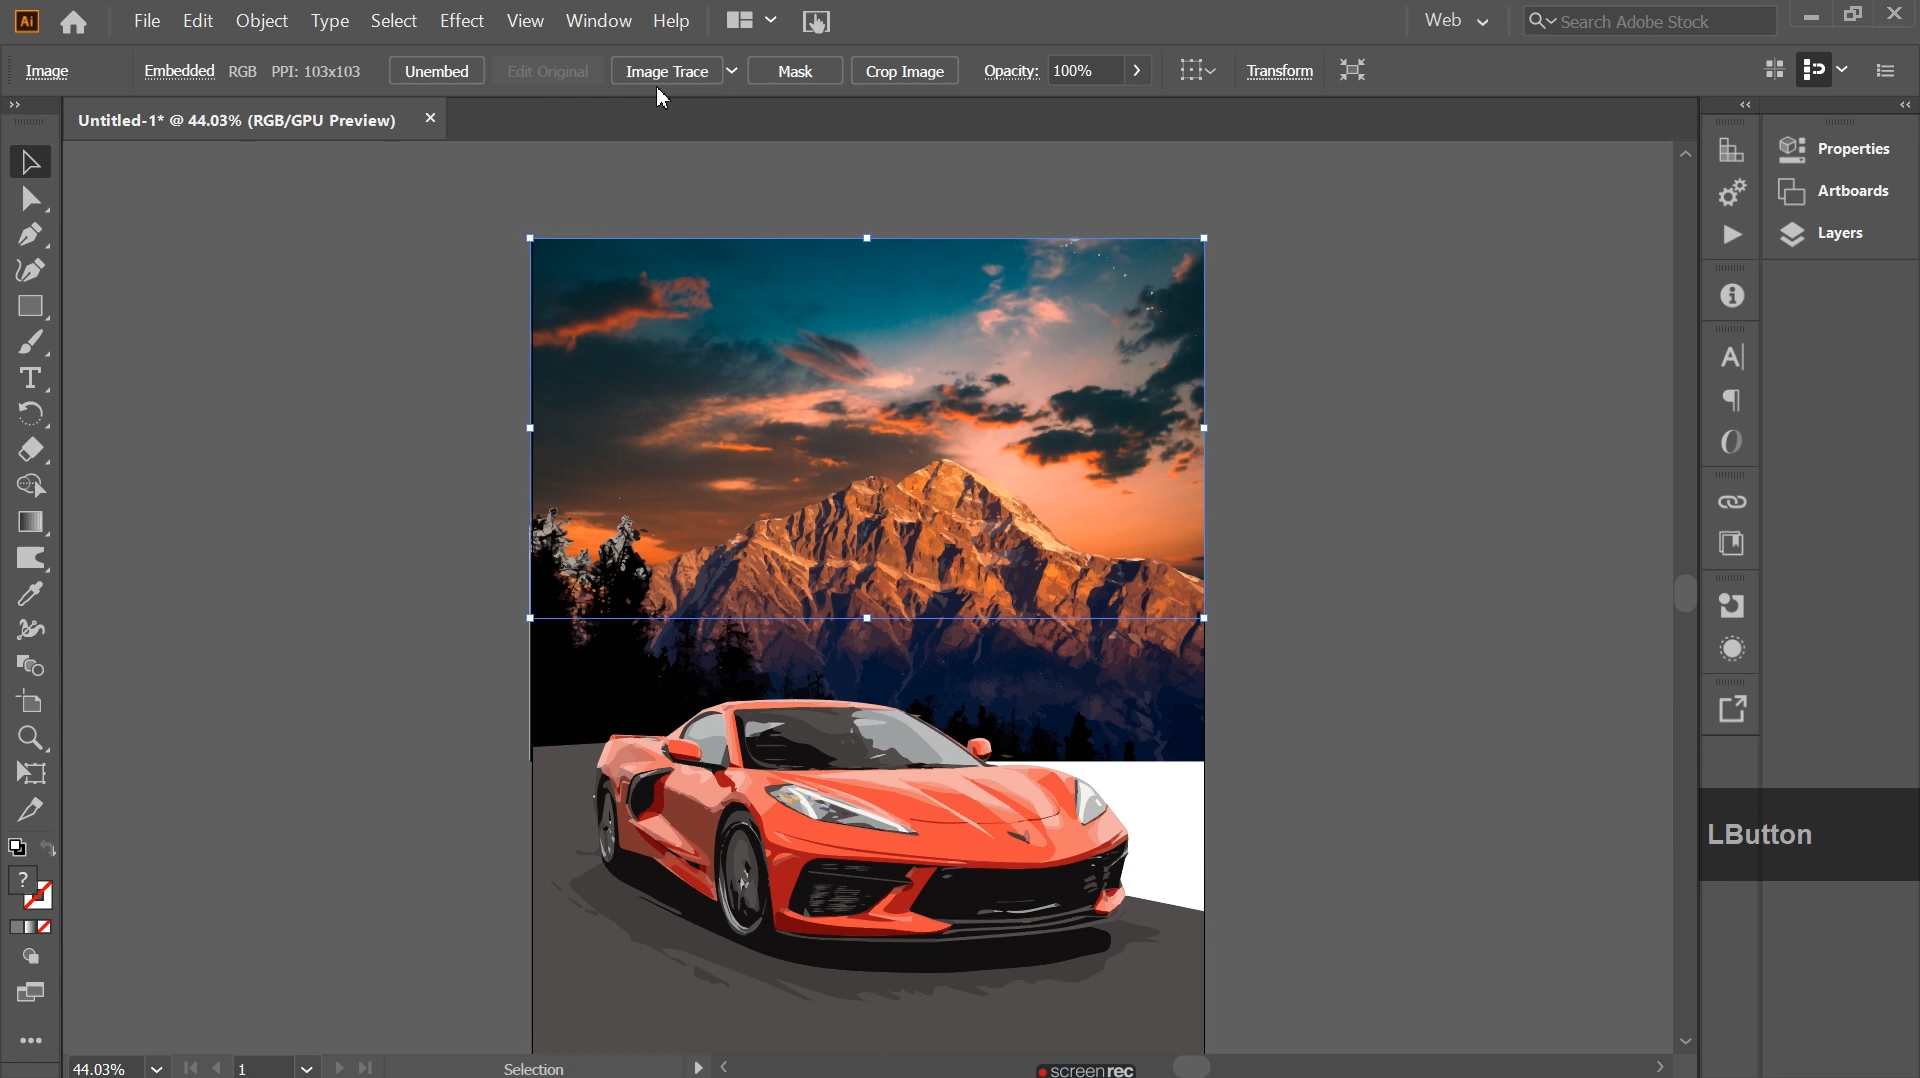 Ai File Edit Object Type Select Effect View Window Help Web Search Adobe Stock
Image Embedded RGB PPI: 103x103 Unembed Edit Original Image Trace Mask Crop Image Opacity: 100% Transform
Untitled-1* @ 44.03% (RGB/GPU Preview)
Properties
Artboards
Layers
LButton
?
44.03% 1 Selection
screenrec